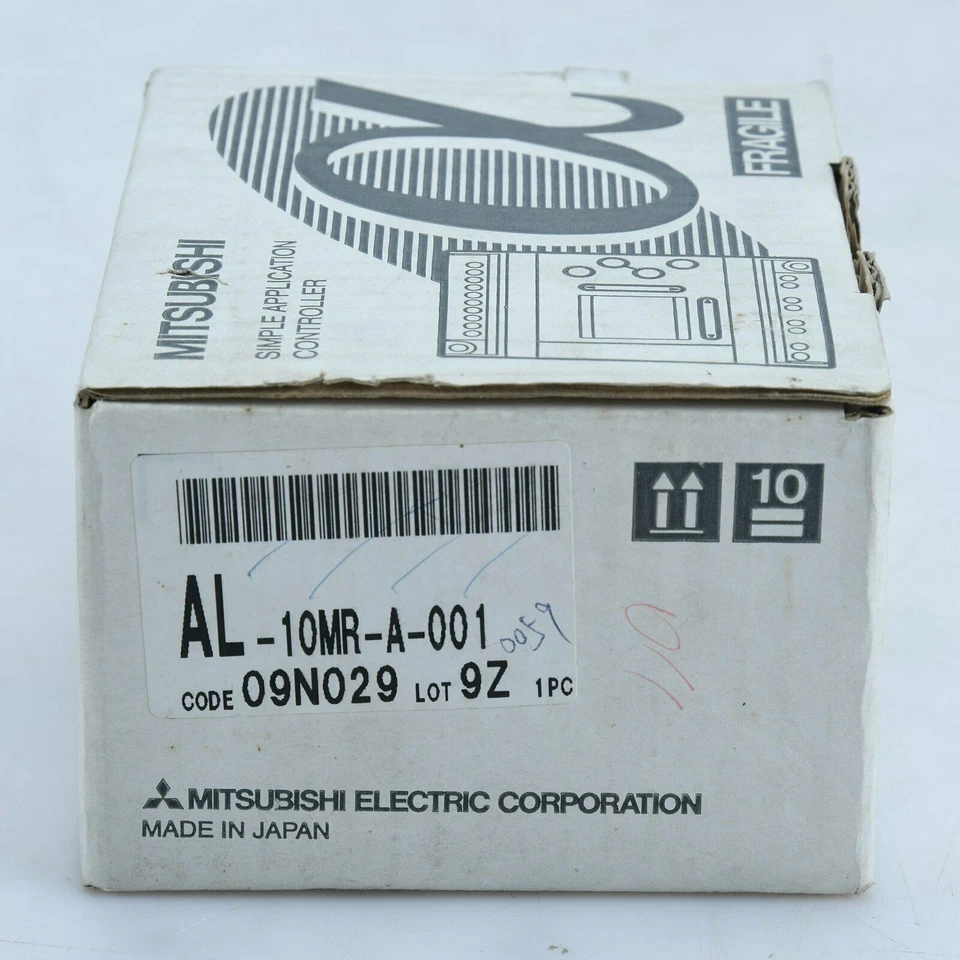 FRAGILE
α
MITSUBISHI
SIMPLE APPLICATION
CONTROLLER
10
AL-10MR-A-001
0059
CODE 09N029 LOT 9Z 1PC
MITSUBISHI ELECTRIC CORPORATION
MADE IN JAPAN